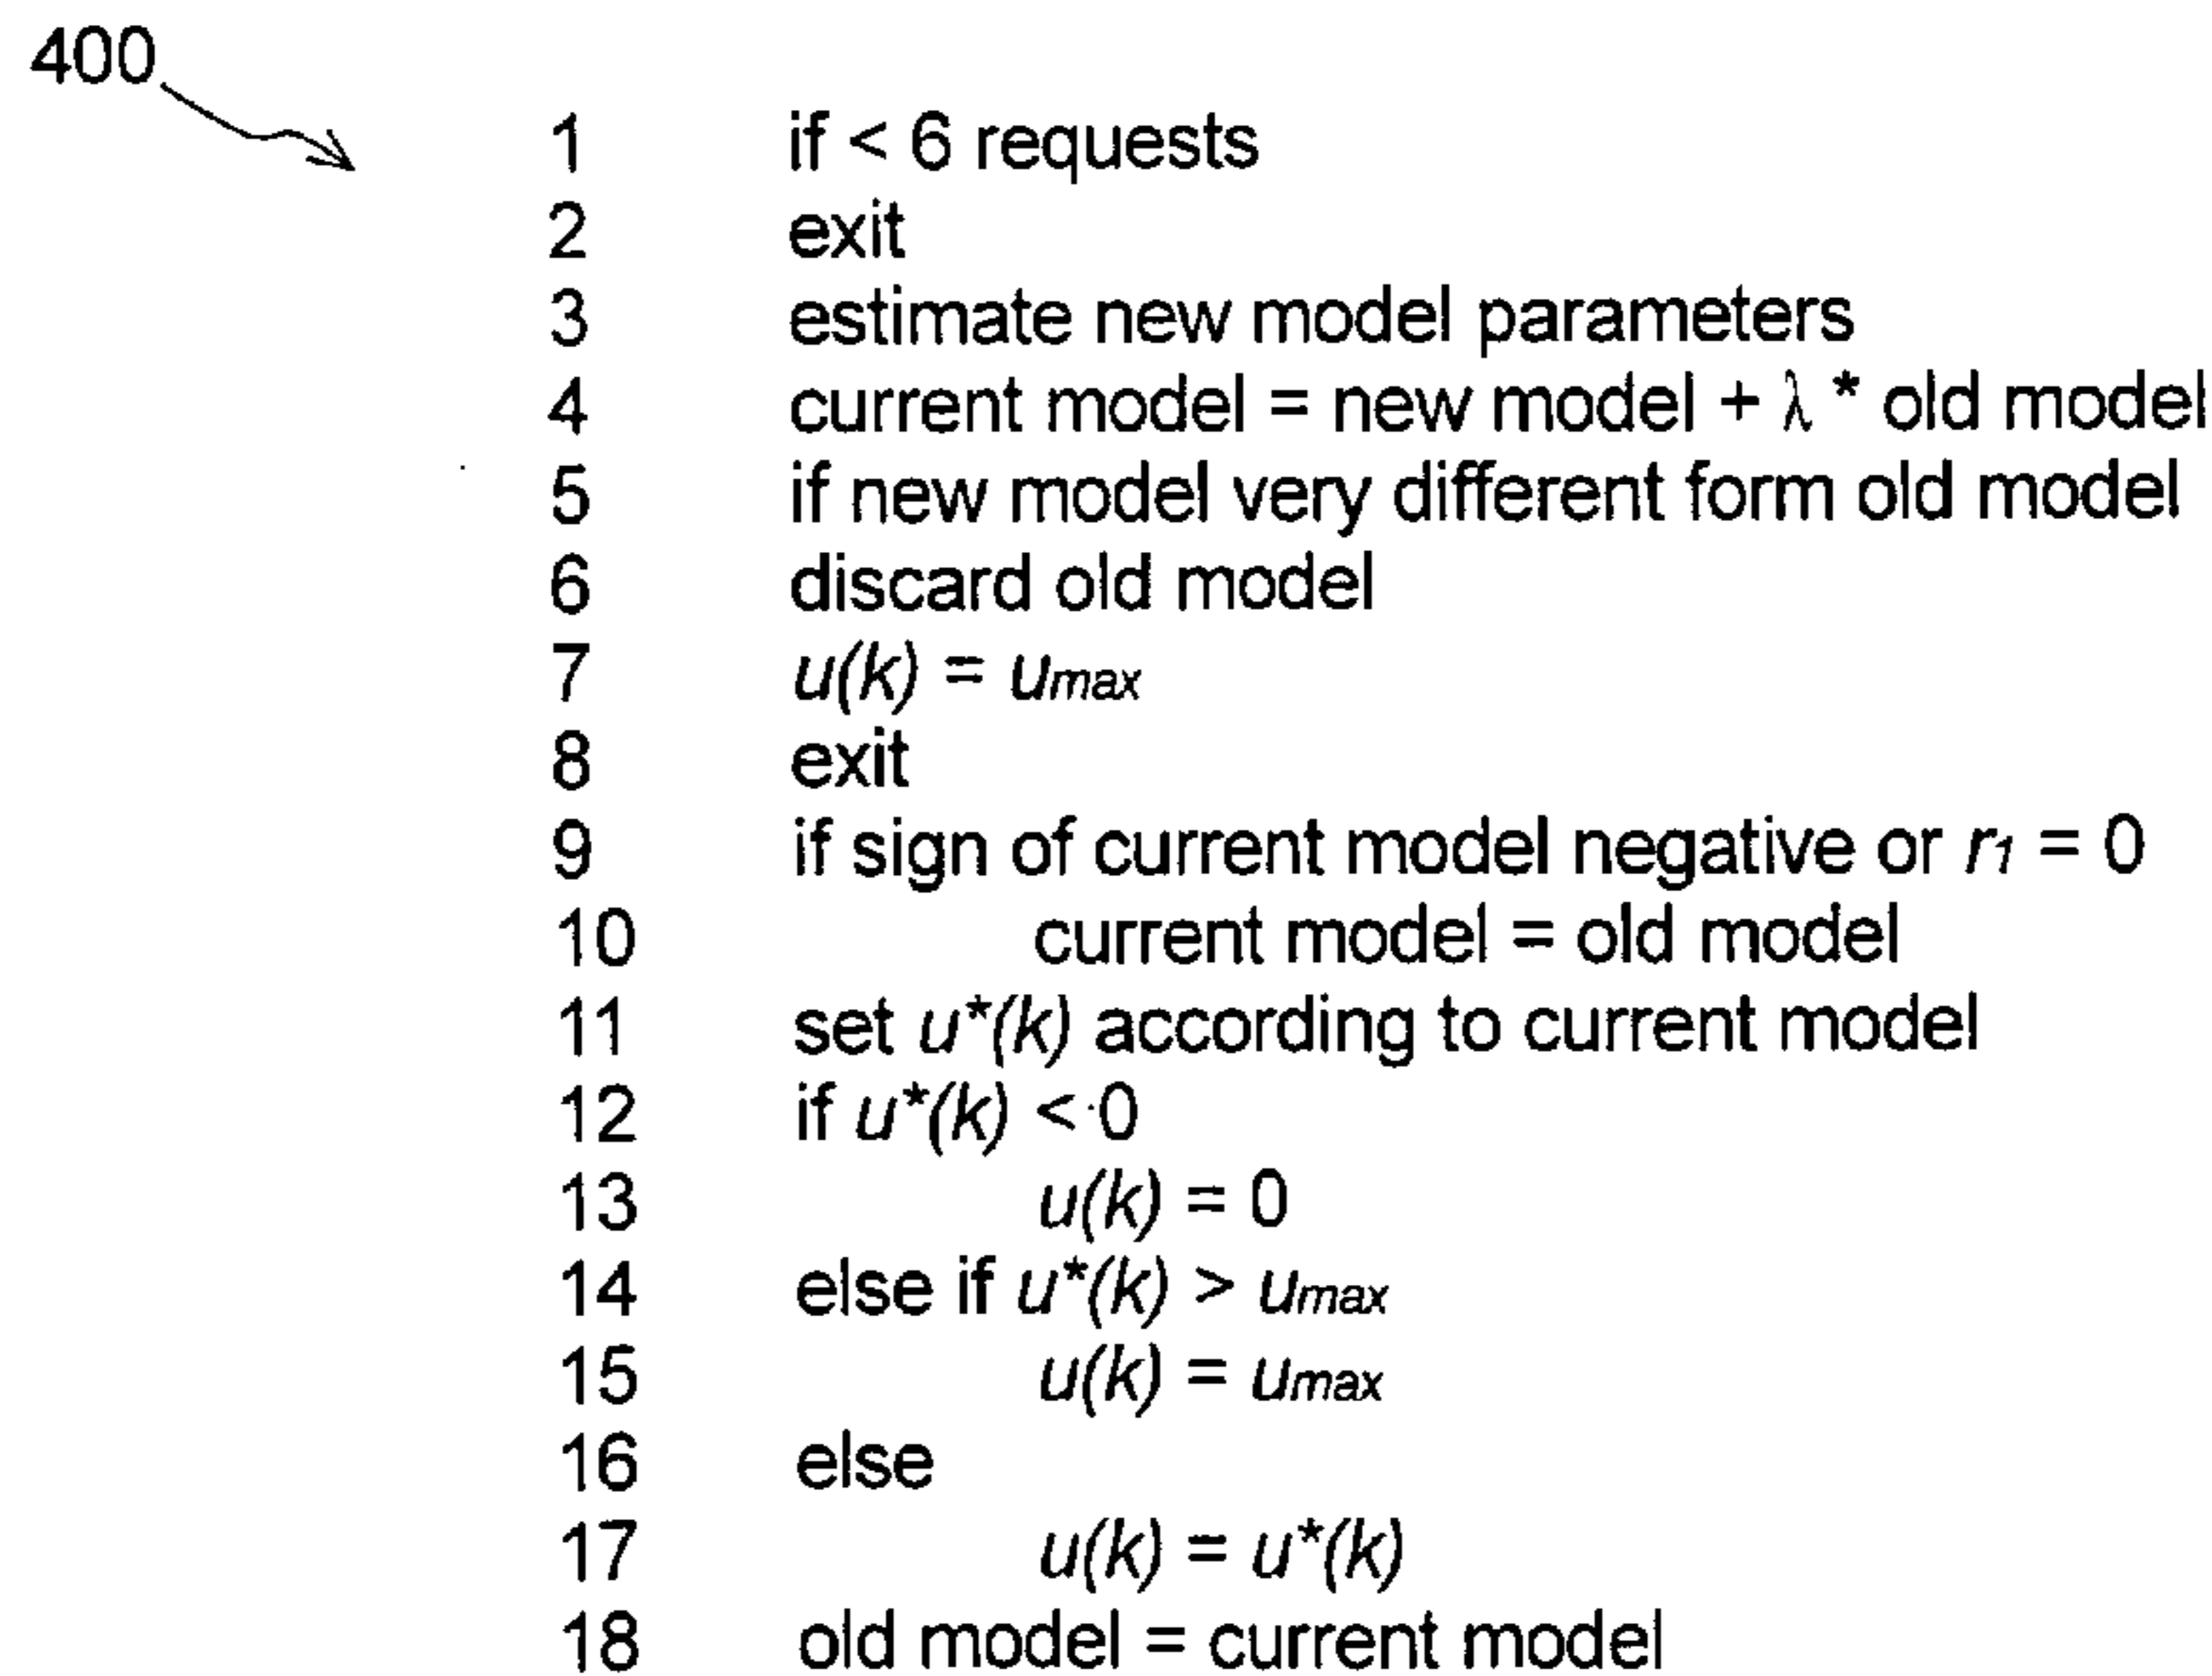 400
1 if < 6 requests
2 exit
3 estimate new model parameters
4 current model = new model + λ * old model
5 if new model very different form old model
6 discard old model
7 u(k) = umax
8 exit
9 if sign of current model negative or r1 = 0
10 current model = old model
11 set u*(k) according to current model
12 if u*(k) < 0
13 u(k) = 0
14 else if u*(k) > umax
15 u(k) = umax
16 else
17 u(k) = u*(k)
18 old model = current model